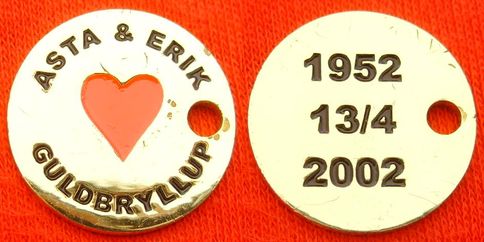 ASTA & ERIK
GULDBRYLLUP
1952
13/4
2002